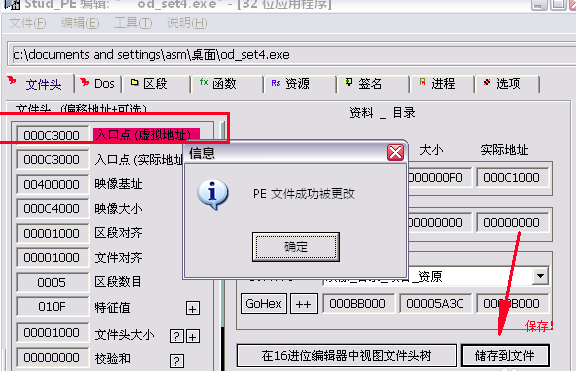 Stud_PE 编辑: " od_set4.exe" - [32 位应用程序]
文件(F) 编辑(E) 工具(T) 说明(H)
c:\documents and settings\asm\桌面\od_set4.exe
文件头 Dos 区段 函数 资源 签名 进程 选项
文件头 (偏移地址+可选) 资料 _ 目录
000C3000 入口点 (虚拟地址)
大小 实际地址
000C3000 入口点 (实际地址
信息
000000F0 000C1000
00400000 映像基址
PE 文件成功被更改
000C4000 映像大小
00000000 00000000
00001000 区段对齐
确定
00001000 文件对齐
0005 区段数目
_资原
010F 特征值 +
GoHex ++ 000BB000 00005A3C 000BB000
00001000 文件头大小 ? +
保存!
00000000 校验和 ?
在16进位编辑器中视图文件头树 储存到文件